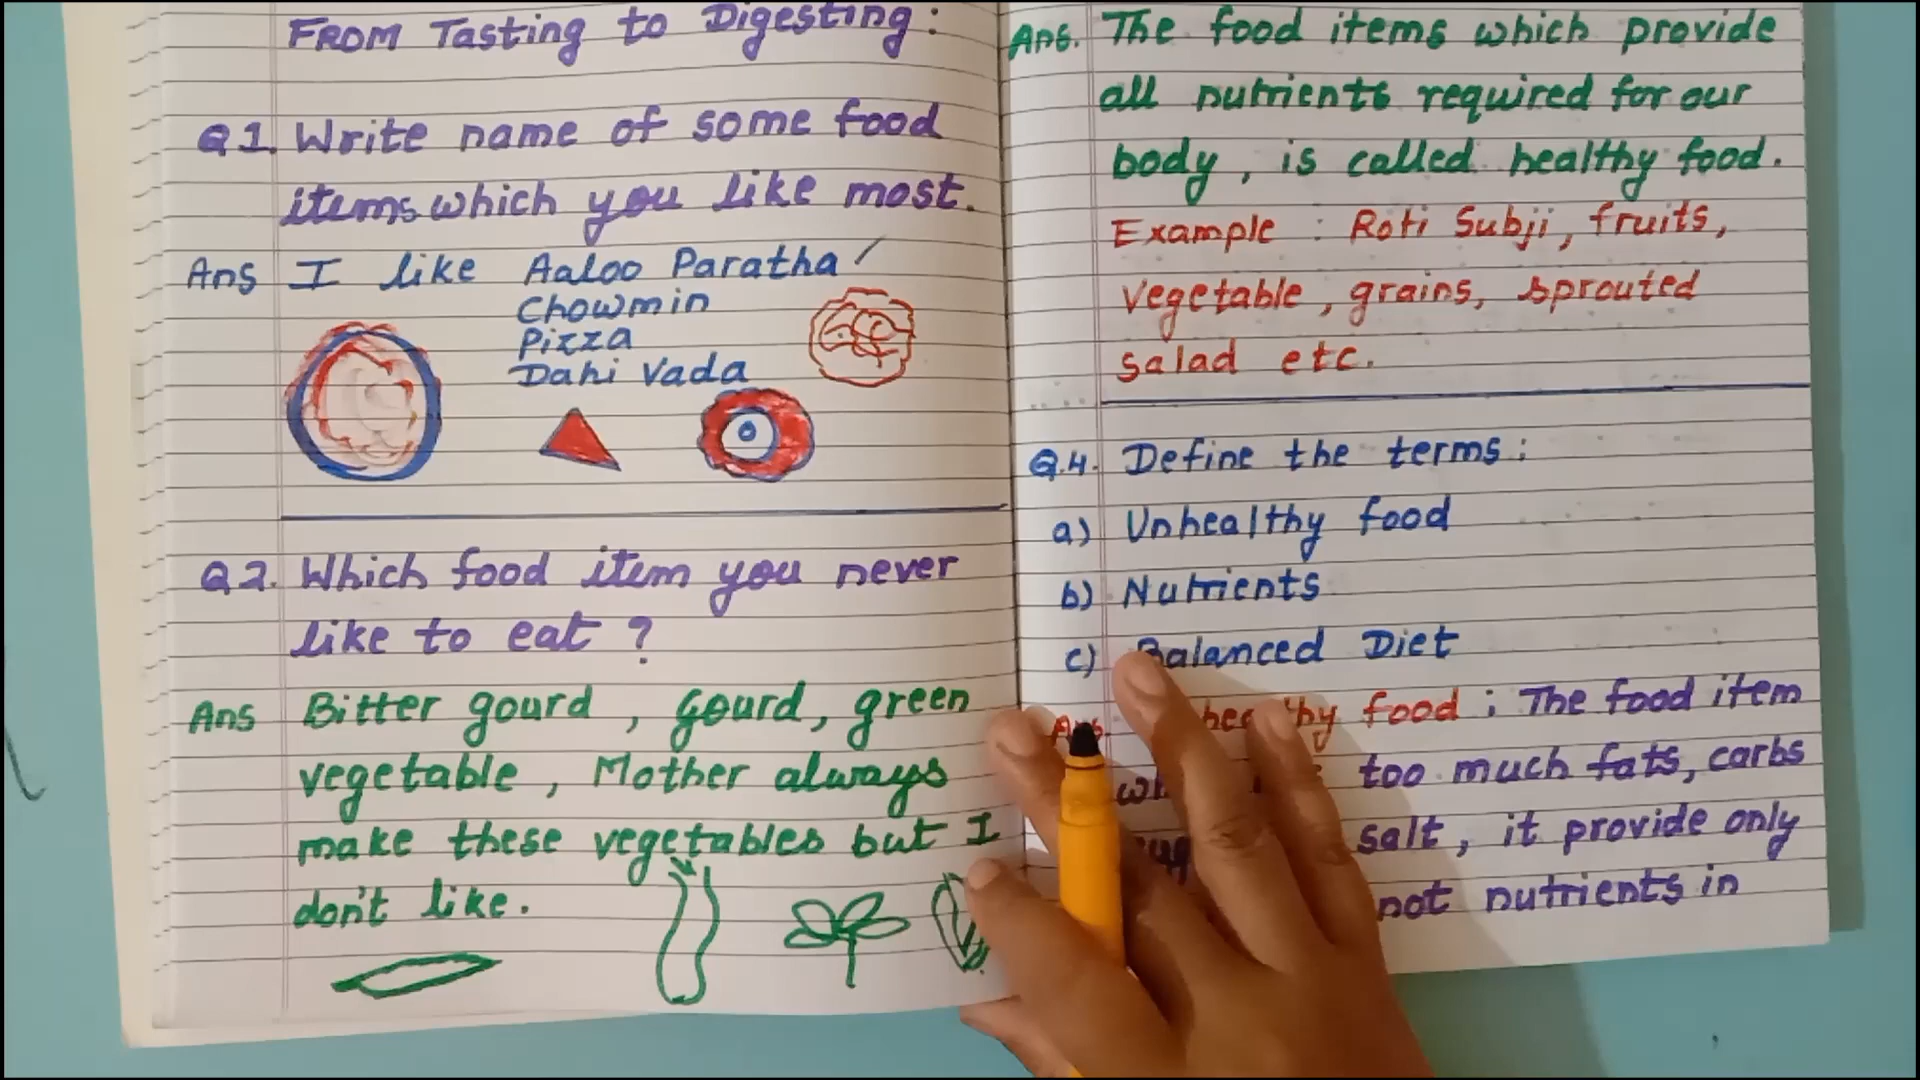 FROM Tasting to Digesting:
Q1. Write name of some food
items which you like most.
Ans I like Aaloo Paratha
Chowmin
Pizza
Dahi Vada
Q2. Which food item you never
like to eat ?
Ans Bitter gourd , Gourd, green
vegetable , Mother always
make these vegetables but I
don't like.
Ans. The food items which provide
all nutrients required for our
body , is called healthy food.
Example : Roti Subji, fruits,
vegetable, grains, sprouted
salad etc.
Q.4. Define the terms :
a) Unhealthy food
b) Nutrients
c) Balanced Diet
Ans. food : The food item
too much fats, carbs
salt, it provide only
not nutrients in